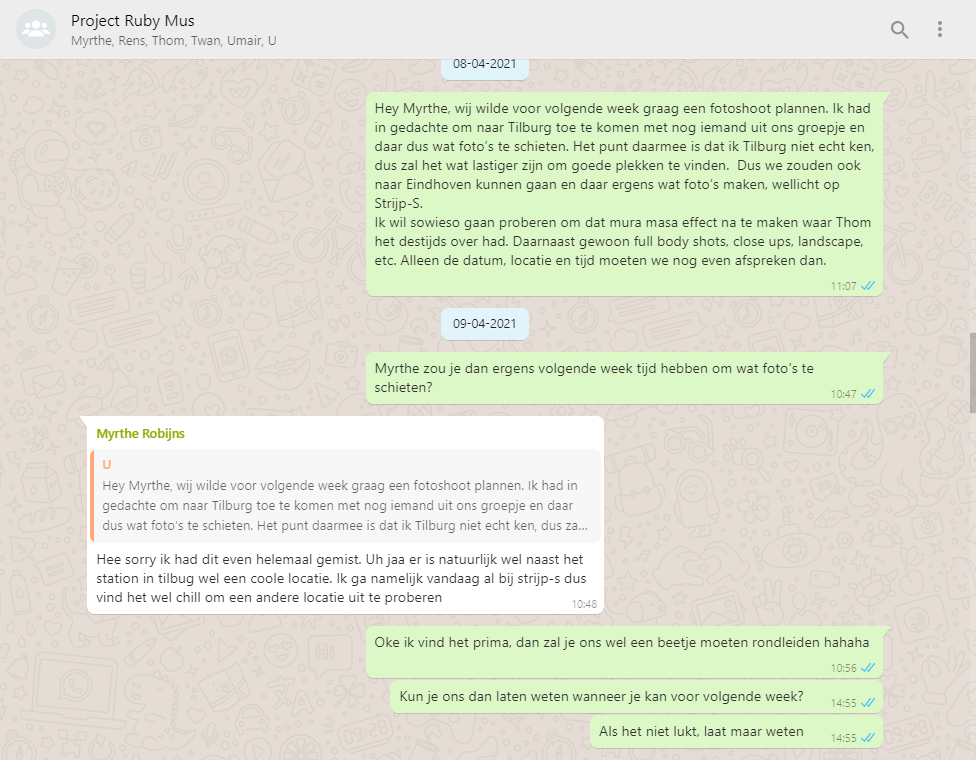 Project Ruby Mus
Myrthe, Rens, Thom, Twan, Umair, U
08-04-2021
Hey Myrthe, wij wilde voor volgende week graag een fotoshoot plannen. Ik had
in gedachte om naar Tilburg toe te komen met nog iemand uit ons groepje en
daar dus wat foto's te schieten. Het punt daarmee is dat ik Tilburg niet echt ken,
dus zal het wat lastiger zijn om goede plekken te vinden.  Dus we zouden ook
naar Eindhoven kunnen gaan en daar ergens wat foto's maken, wellicht op
Strijp-S.
Ik wil sowieso gaan proberen om dat mura masa effect na te maken waar Thom
het destijds over had. Daarnaast gewoon full body shots, close ups, landscape,
etc. Alleen de datum, locatie en tijd moeten we nog even afspreken dan.
11:07
09-04-2021
Myrthe zou je dan ergens volgende week tijd hebben om wat foto's te
schieten?
10:47
Myrthe Robijns
U
Hey Myrthe, wij wilde voor volgende week graag een fotoshoot plannen. Ik had in
gedachte om naar Tilburg toe te komen met nog iemand uit ons groepje en daar
dus wat foto's te schieten. Het punt daarmee is dat ik Tilburg niet echt ken, dus za...
Hee sorry ik had dit even helemaal gemist. Uh jaa er is natuurlijk wel naast het
station in tilbug wel een coole locatie. Ik ga namelijk vandaag al bij strijp-s dus
vind het wel chill om een andere locatie uit te proberen
10:48
Oke ik vind het prima, dan zal je ons wel een beetje moeten rondleiden hahaha
10:56
Kun je ons dan laten weten wanneer je kan voor volgende week?
14:55
Als het niet lukt, laat maar weten
14:55